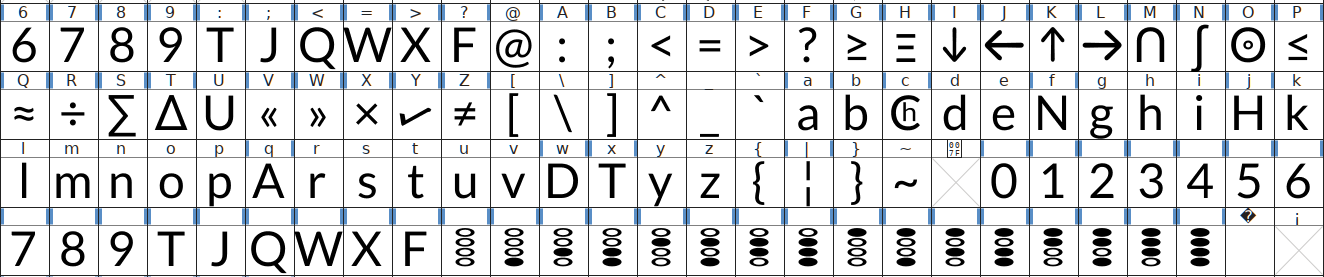 6 7 8 9 : ; < = > ? @ A B C D E F G H I J K L M N O P
6 7 8 9 T J Q W X F @ : ; < = > ? ≥ Ξ ↓ ← ↑ → ∩ ∫ ⊙ ≤
Q R S T U V W X Y Z [ \ ] ^ _ ` a b c d e f g h i j k
≈ ÷ ∑ ∆ U « » × ✓ ≠ [ \ ] ^ _ ` a b d e N g h i H k
l m n o p q r s t u v w x y z { | } ~ 007F
l m n o p A r s t u v D T y z { ¦ } ~ 0 1 2 3 4 5 6
� i
7 8 9 T J Q W X F